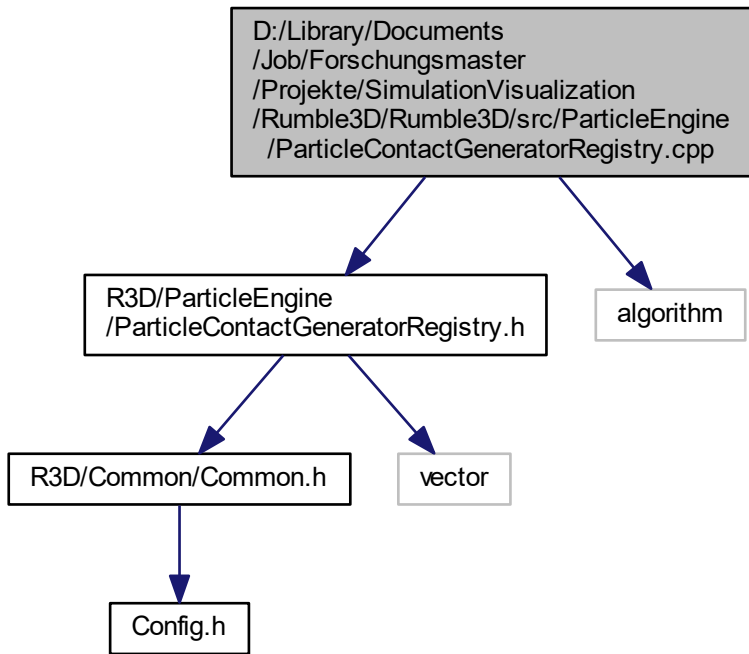 D:/Library/Documents
/Job/Forschungsmaster
/Projekte/SimulationVisualization
/Rumble3D/Rumble3D/src/ParticleEngine
/ParticleContactGeneratorRegistry.cpp
R3D/ParticleEngine
/ParticleContactGeneratorRegistry.h
algorithm
R3D/Common/Common.h
vector
Config.h